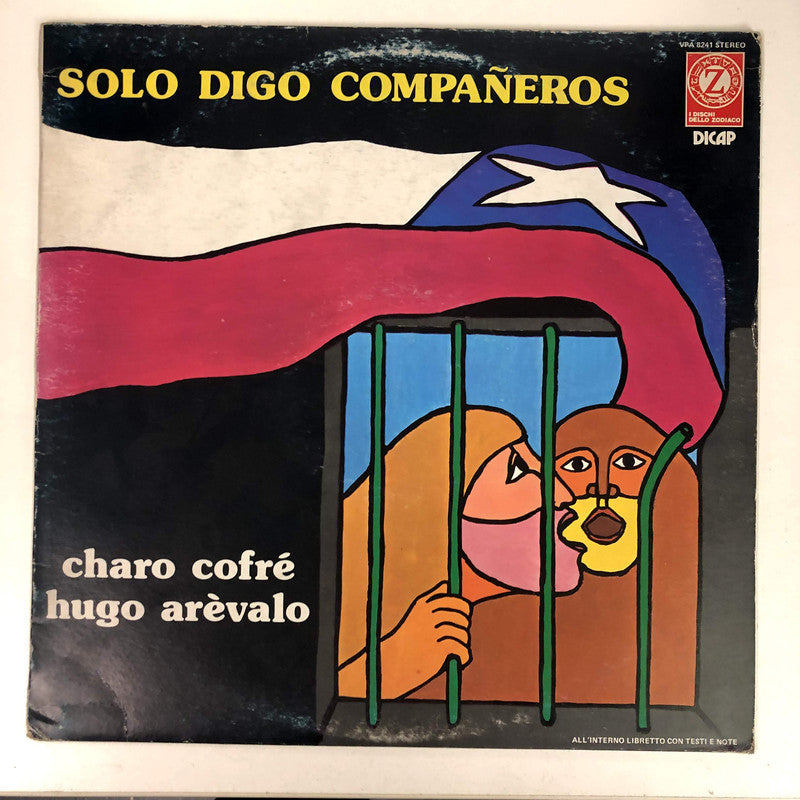 VPA 8241 STEREO
SOLO DIGO COMPAÑEROS
Z
I DISCHI
DELLO ZODIACO
DICAP
charo cofré
hugo arèvalo
ALL'INTERNO LIBRETTO CON TESTI E NOTE